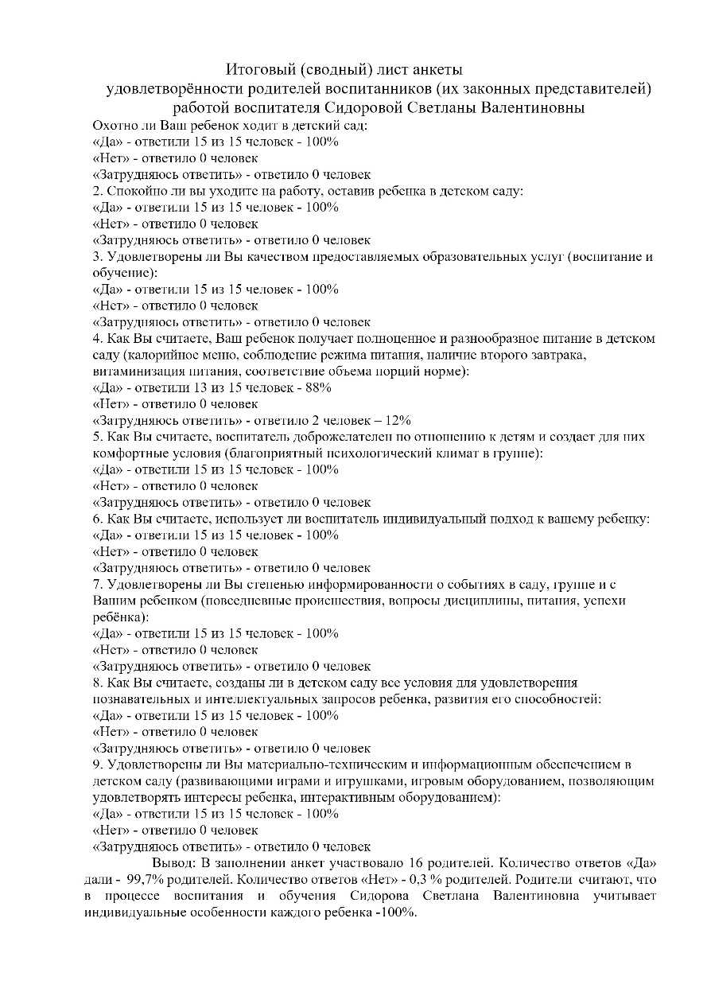 Итоговый (сводный) лист анкеты
удовлетворённости родителей воспитанников (их законных представителей)
работой воспитателя Сидоровой Светланы Валентиновны
Охотно ли Ваш ребенок ходит в детский сад:
«Да» - ответили 15 из 15 человек - 100%
«Нет» - ответило 0 человек
«Затрудняюсь ответить» - ответило 0 человек
2. Спокойно ли вы уходите на работу, оставив ребенка в детском саду:
«Да» - ответили 15 из 15 человек - 100%
«Нет» - ответило 0 человек
«Затрудняюсь ответить» - ответило 0 человек
3. Удовлетворены ли Вы качеством предоставляемых образовательных услуг (воспитание и
обучение):
«Да» - ответили 15 из 15 человек - 100%
«Нет» - ответило 0 человек
«Затрудняюсь ответить» - ответило 0 человек
4. Как Вы считаете, Ваш ребенок получает полноценное и разнообразное питание в детском
саду (калорийное меню, соблюдение режима питания, наличие второго завтрака,
витаминизация питания, соответствие объема порций норме):
«Да» - ответили 13 из 15 человек - 88%
«Нет» - ответило 0 человек
«Затрудняюсь ответить» - ответило 2 человек – 12%
5. Как Вы считаете, воспитатель доброжелателен по отношению к детям и создает для них
комфортные условия (благоприятный психологический климат в группе):
«Да» - ответили 15 из 15 человек - 100%
«Нет» - ответило 0 человек
«Затрудняюсь ответить» - ответило 0 человек
6. Как Вы считаете, использует ли воспитатель индивидуальный подход к вашему ребенку:
«Да» - ответили 15 из 15 человек - 100%
«Нет» - ответило 0 человек
«Затрудняюсь ответить» - ответило 0 человек
7. Удовлетворены ли Вы степенью информированности о событиях в саду, группе и с
Вашим ребенком (повседневные происшествия, вопросы дисциплины, питания, успехи
ребёнка):
«Да» - ответили 15 из 15 человек - 100%
«Нет» - ответило 0 человек
«Затрудняюсь ответить» - ответило 0 человек
8. Как Вы считаете, созданы ли в детском саду все условия для удовлетворения
познавательных и интеллектуальных запросов ребенка, развития его способностей:
«Да» - ответили 15 из 15 человек - 100%
«Нет» - ответило 0 человек
«Затрудняюсь ответить» - ответило 0 человек
9. Удовлетворены ли Вы материально-техническим и информационным обеспечением в
детском саду (развивающими играми и игрушками, игровым оборудованием, позволяющим
удовлетворять интересы ребенка, интерактивным оборудованием):
«Да» - ответили 15 из 15 человек - 100%
«Нет» - ответило 0 человек
«Затрудняюсь ответить» - ответило 0 человек
Вывод: В заполнении анкет участвовало 16 родителей. Количество ответов «Да»
дали - 99,7% родителей. Количество ответов «Нет» - 0,3 % родителей. Родители считают, что
в процессе воспитания и обучения Сидорова Светлана Валентиновна учитывает
индивидуальные особенности каждого ребенка -100%.